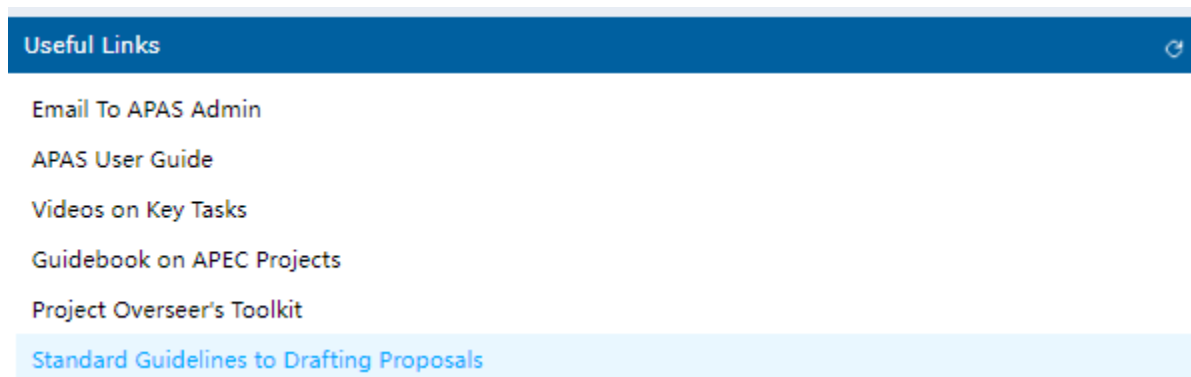 Useful Links
Email To APAS Admin
APAS User Guide
Videos on Key Tasks
Guidebook on APEC Projects
Project Overseer's Toolkit
Standard Guidelines to Drafting Proposals